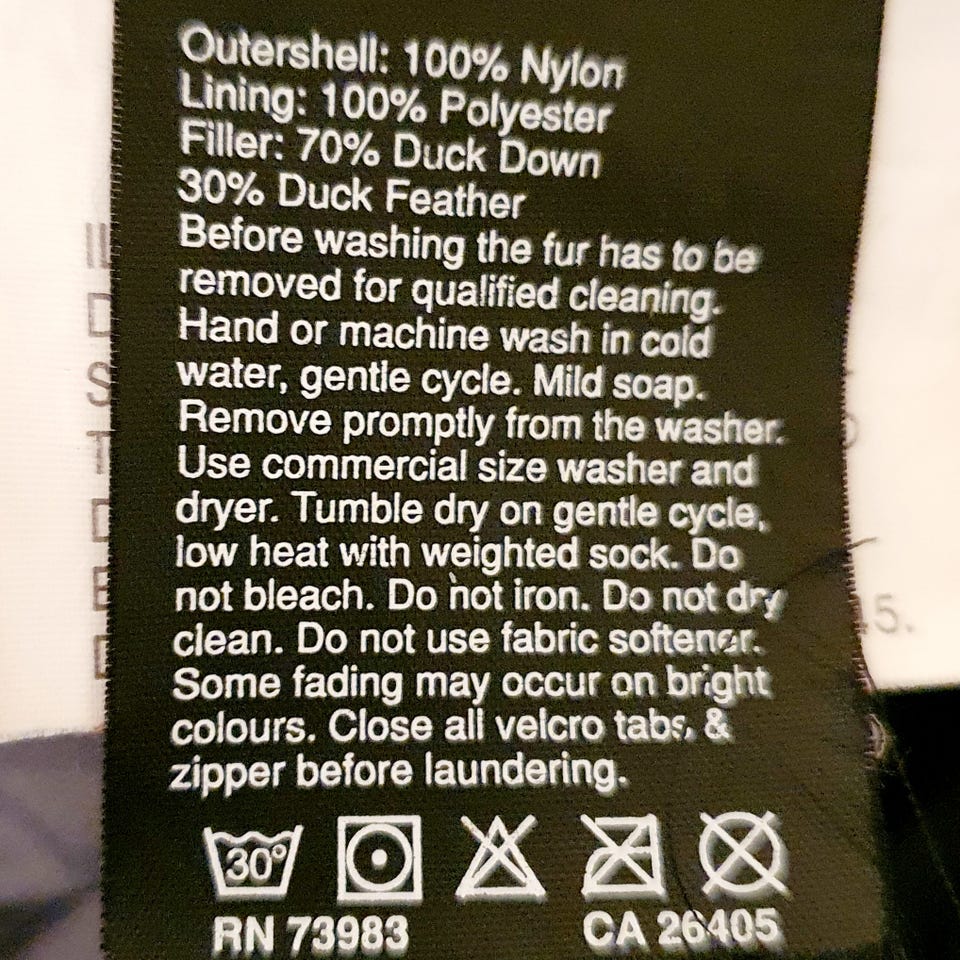 Outershell: 100% Nylon
Lining: 100% Polyester
Filler: 70% Duck Down
30% Duck Feather
Before washing the fur has to be
removed for qualified cleaning.
Hand or machine wash in cold
water, gentle cycle. Mild soap.
Remove promptly from the washer.
Use commercial size washer and
dryer. Tumble dry on gentle cycle,
low heat with weighted sock. Do
not bleach. Do not iron. Do not dry
clean. Do not use fabric softener.
Some fading may occur on bright
colours. Close all velcro tabs, &
zipper before laundering.
30°
RN 73983 CA 26405